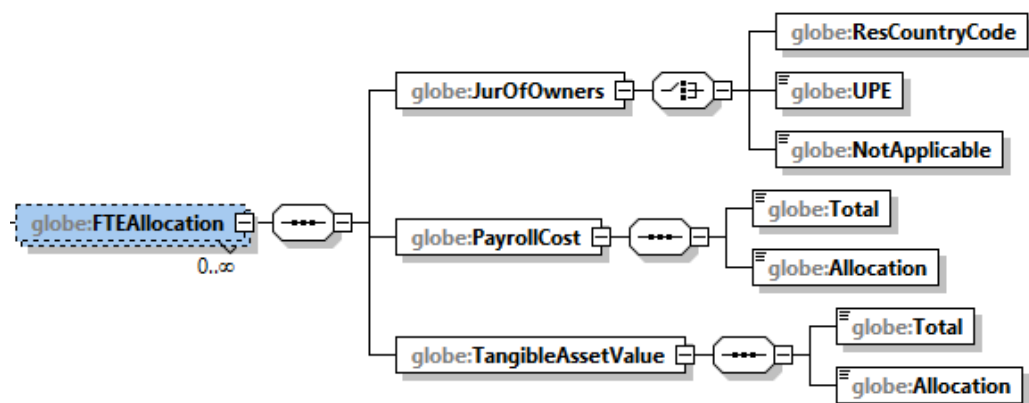 globe:ResCountryCode
globe:JurOfOwners
globe:UPE
globe:NotApplicable
globe:FTEAllocation
0..∞
globe:PayrollCost
globe:Total
globe:Allocation
globe:TangibleAssetValue
globe:Total
globe:Allocation